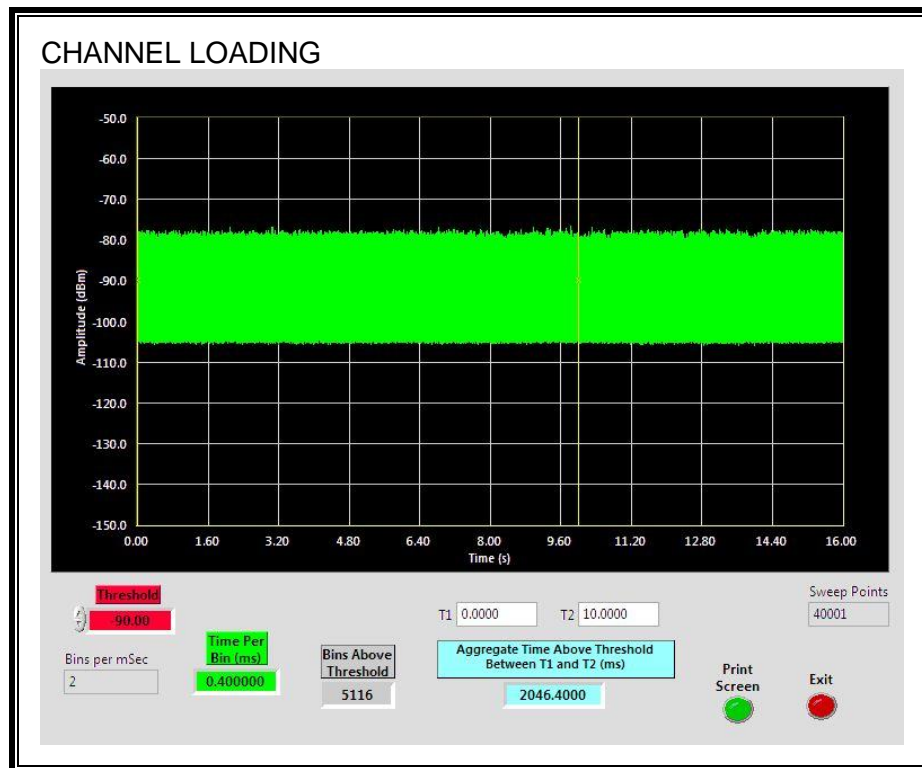 CHANNEL LOADING
-50.0
-60.0
-70.0
-80.0
-90.0
-100.0
-110.0
-120.0
-130.0
-140.0
-150.0
Amplitude (dBm)
0.00 1.60 3.20 4.80 6.40 8.00 9.60 11.20 12.80 14.40 16.00
Time (s)
Threshold
-90.00
Bins per mSec
2
Time Per
Bin (ms)
0.400000
Bins Above
Threshold
5116
T1 0.0000 T2 10.0000
Aggregate Time Above Threshold
Between T1 and T2 (ms)
2046.4000
Sweep Points
40001
Print
Screen
Exit